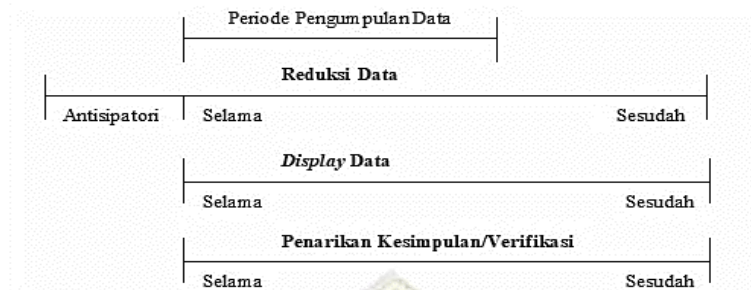 Periode Pengumpulan Data
Reduksi Data
Antisipatori Selama Sesudah
Display Data
Selama Sesudah
Penarikan Kesimpulan/Verifikasi
Selama Sesudah